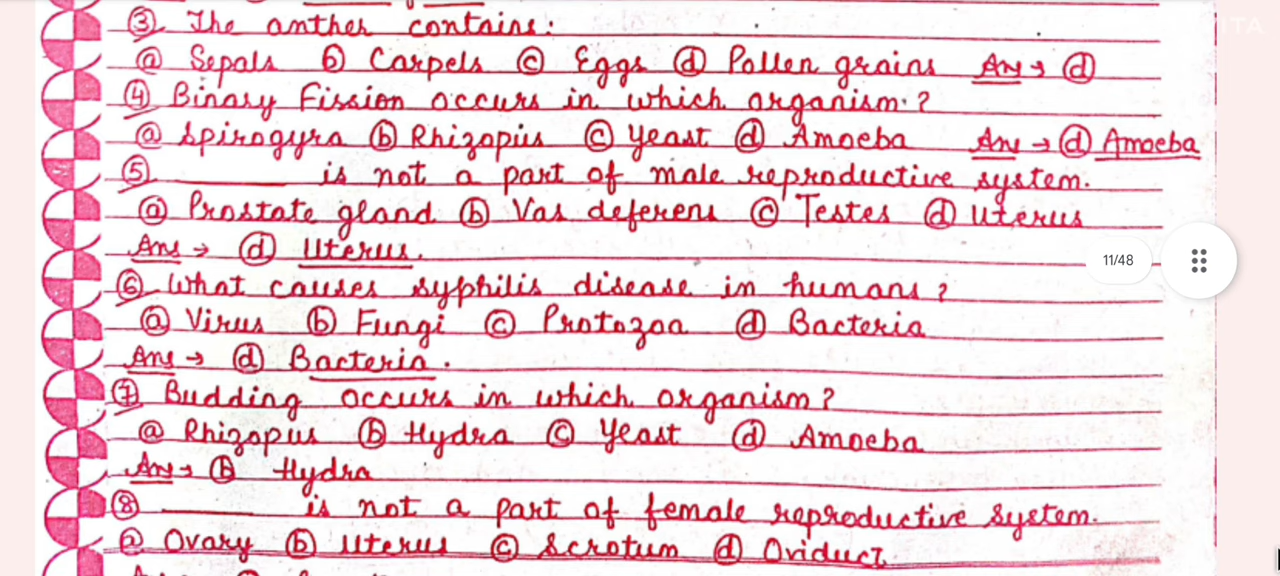 ③ The anther contains:
ⓐ Sepals ⓑ Carpels ⓒ Eggs ⓓ Pollen grains Ans → ⓓ
④ Binary Fission occurs in which organism.?
ⓐ Spirogyra ⓑ Rhizopus ⓒ Yeast ⓓ Amoeba Ans → ⓓ Amoeba
⑤ ________ is not a part of male reproductive system.
ⓐ Prostate gland ⓑ Vas deferens ⓒ Testes ⓓ Uterus
Ans → ⓓ Uterus.
11/48
⑥ What causes syphilis disease in humans?
ⓐ Virus ⓑ Fungi ⓒ Protozoa ⓓ Bacteria
Ans → ⓓ Bacteria.
⑦ Budding occurs in which organism?
ⓐ Rhizopus ⓑ Hydra ⓒ Yeast ⓓ Amoeba
Ans → ⓑ Hydra
⑧ ________ is not a part of female reproductive system.
ⓐ Ovary ⓑ Uterus ⓒ Scrotum ⓓ Oviduct